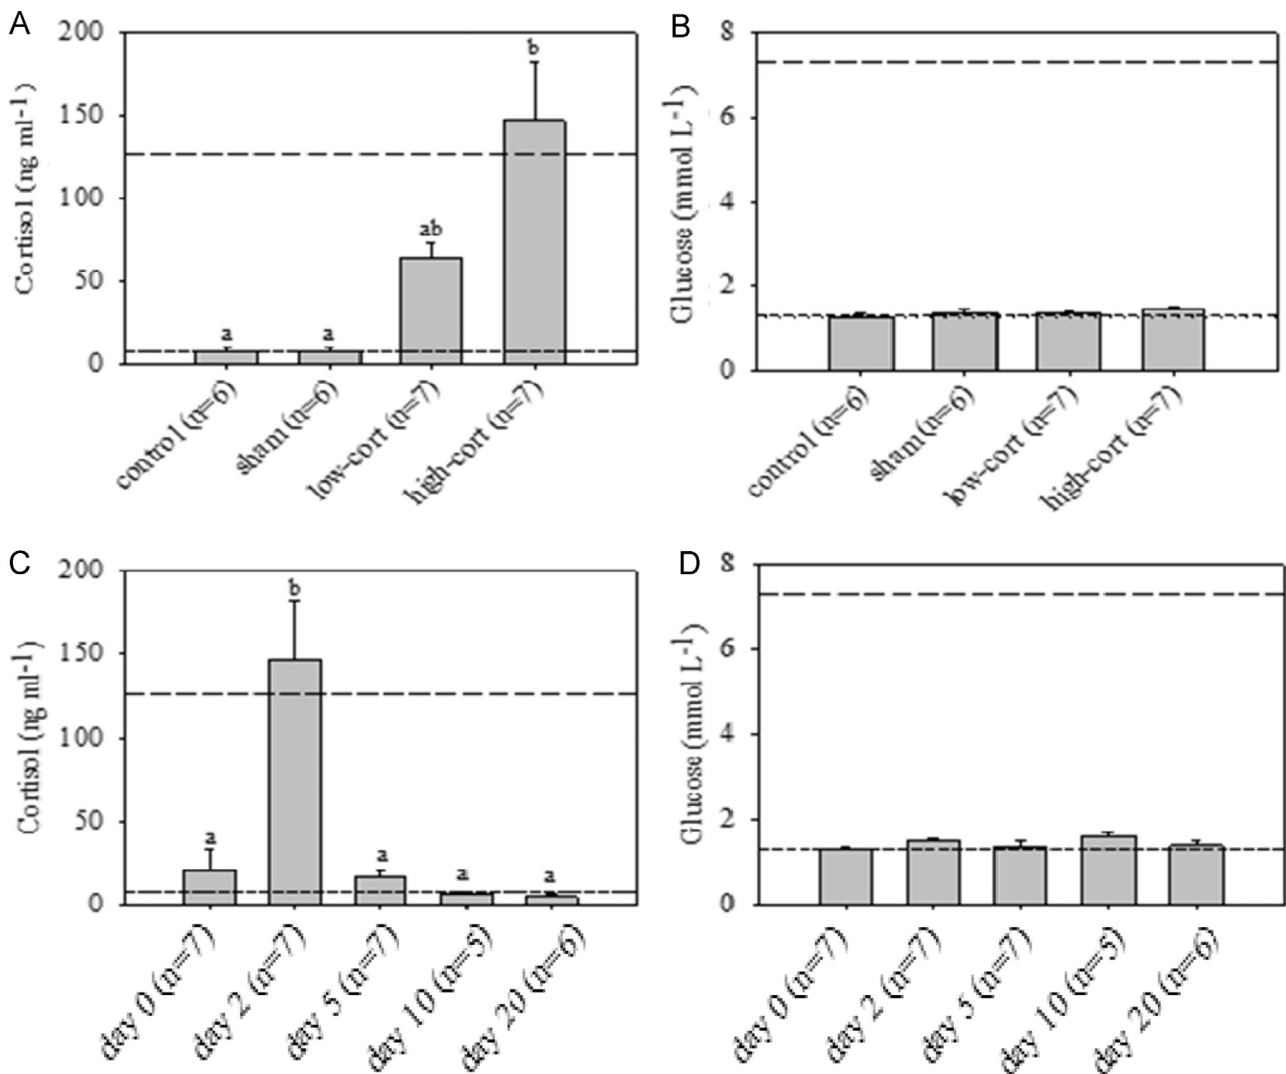 A
Cortisol (ng ml-1)
200
150
100
50
0
a
a
ab
b
control (n=6)
sham (n=6)
low-cort (n=7)
high-cort (n=7)
B
Glucose (mmol L-1)
8
6
4
2
0
control (n=6)
sham (n=6)
low-cort (n=7)
high-cort (n=7)
C
Cortisol (ng ml-1)
200
150
100
50
0
a
b
a
a
a
day 0 (n=7)
day 2 (n=7)
day 5 (n=7)
day 10 (n=5)
day 20 (n=6)
D
Glucose (mmol L-1)
8
6
4
2
0
day 0 (n=7)
day 2 (n=7)
day 5 (n=7)
day 10 (n=5)
day 20 (n=6)